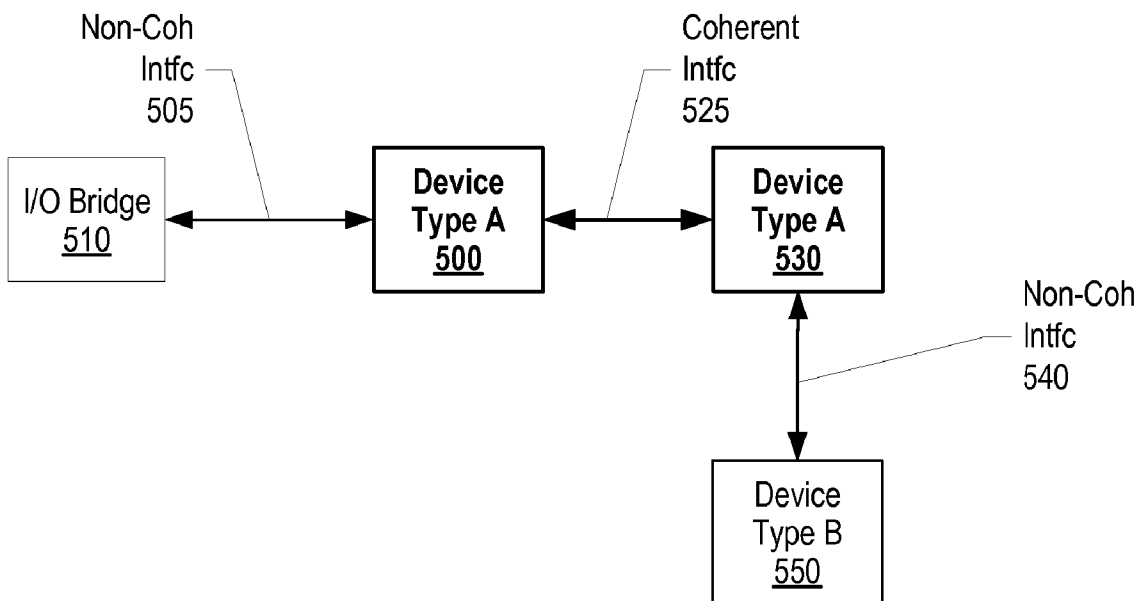 Non-Coh
Intfc
505
Coherent
Intfc
525
I/O Bridge
510
Device
Type A
500
Device
Type A
530
Non-Coh
Intfc
540
Device
Type B
550